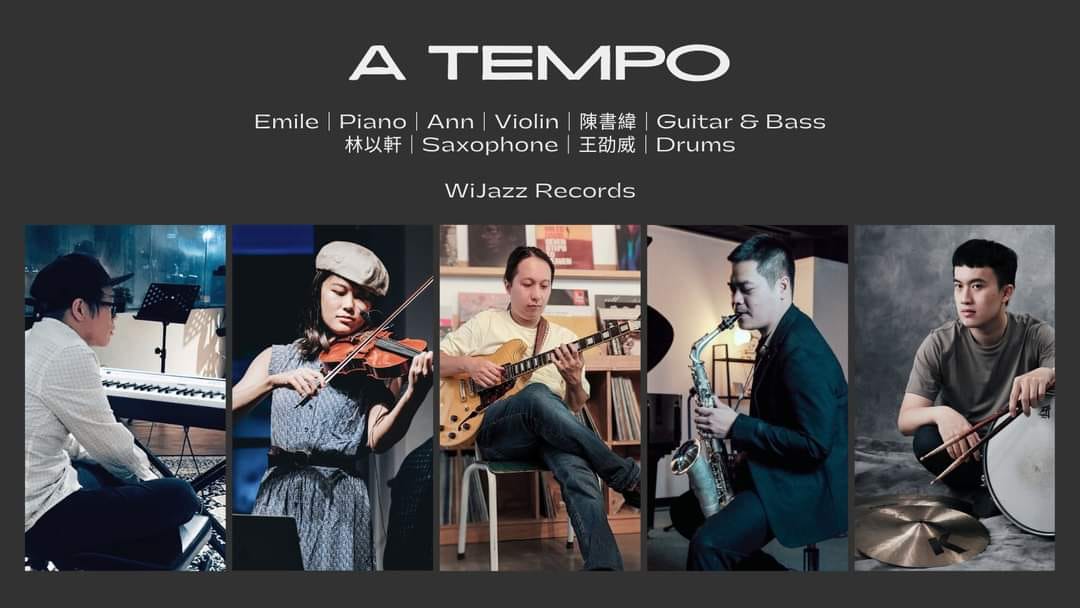 A TEMPO
Emile｜Piano｜Ann｜Violin｜陳書緯｜Guitar & Bass
林以軒｜Saxophone｜王劭威｜Drums
WiJazz Records